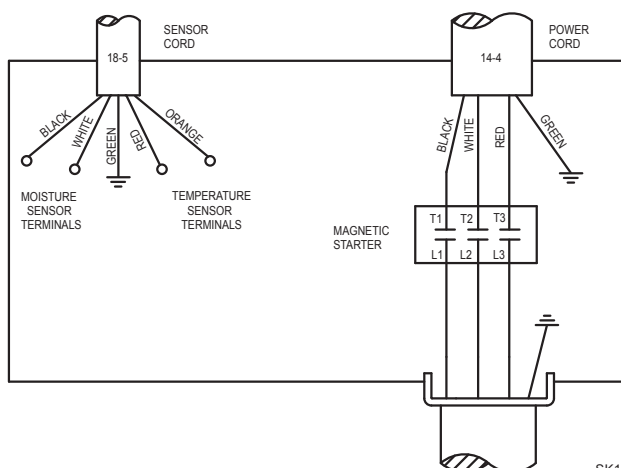 SENSOR
CORD
18-5
BLACK
WHITE
GREEN
RED
ORANGE
MOISTURE
SENSOR
TERMINALS
TEMPERATURE
SENSOR
TERMINALS
POWER
CORD
14-4
BLACK
WHITE
RED
GREEN
MAGNETIC
STARTER
T1 T2 T3
L1 L2 L3